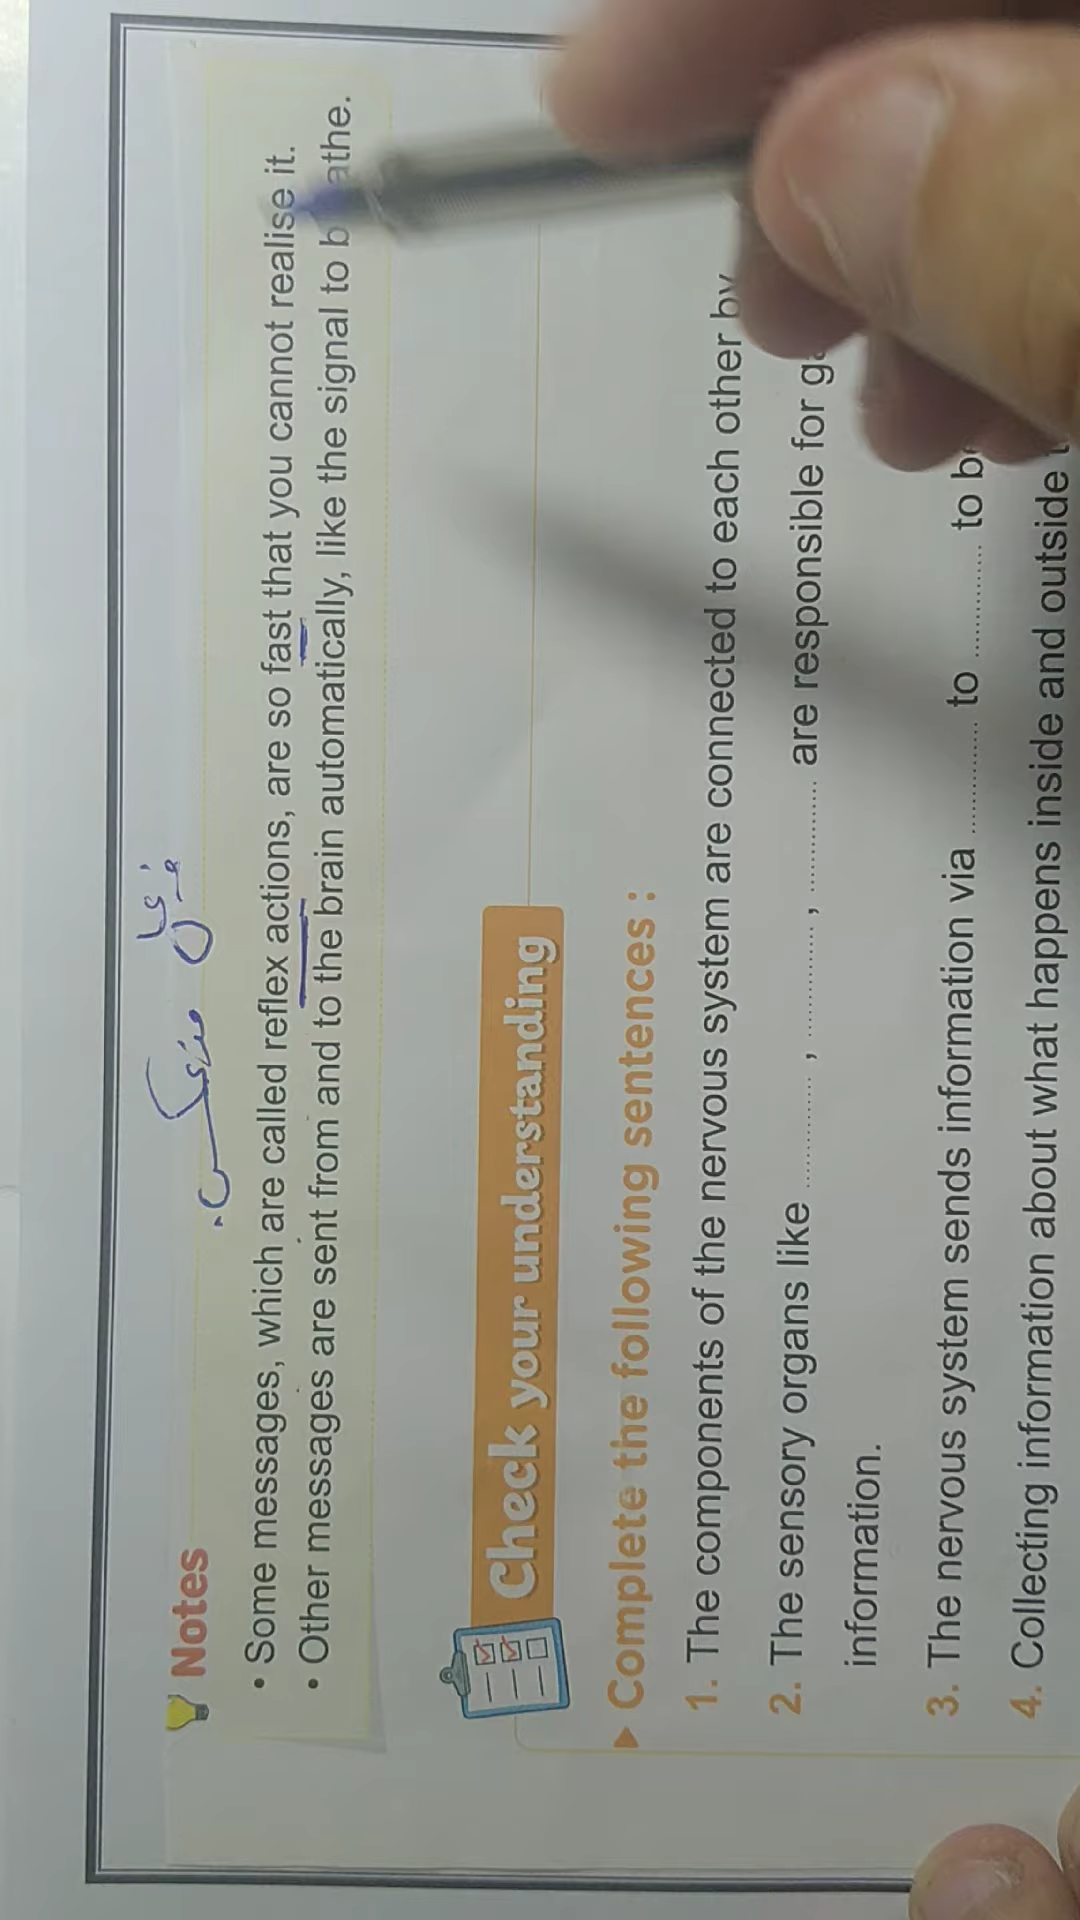 فعل منعكس
Notes
• Some messages, which are called reflex actions, are so fast that you cannot realise it.
• Other messages are sent from and to the brain automatically, like the signal to
Check your understanding
▶ Complete the following sentences :
1. The components of the nervous system are connected to each other by
2. The sensory organs like ............ , ............ , ............ are responsible for
information.
3. The nervous system sends information via ............ to ............ to
4. Collecting information about what happens inside and outside